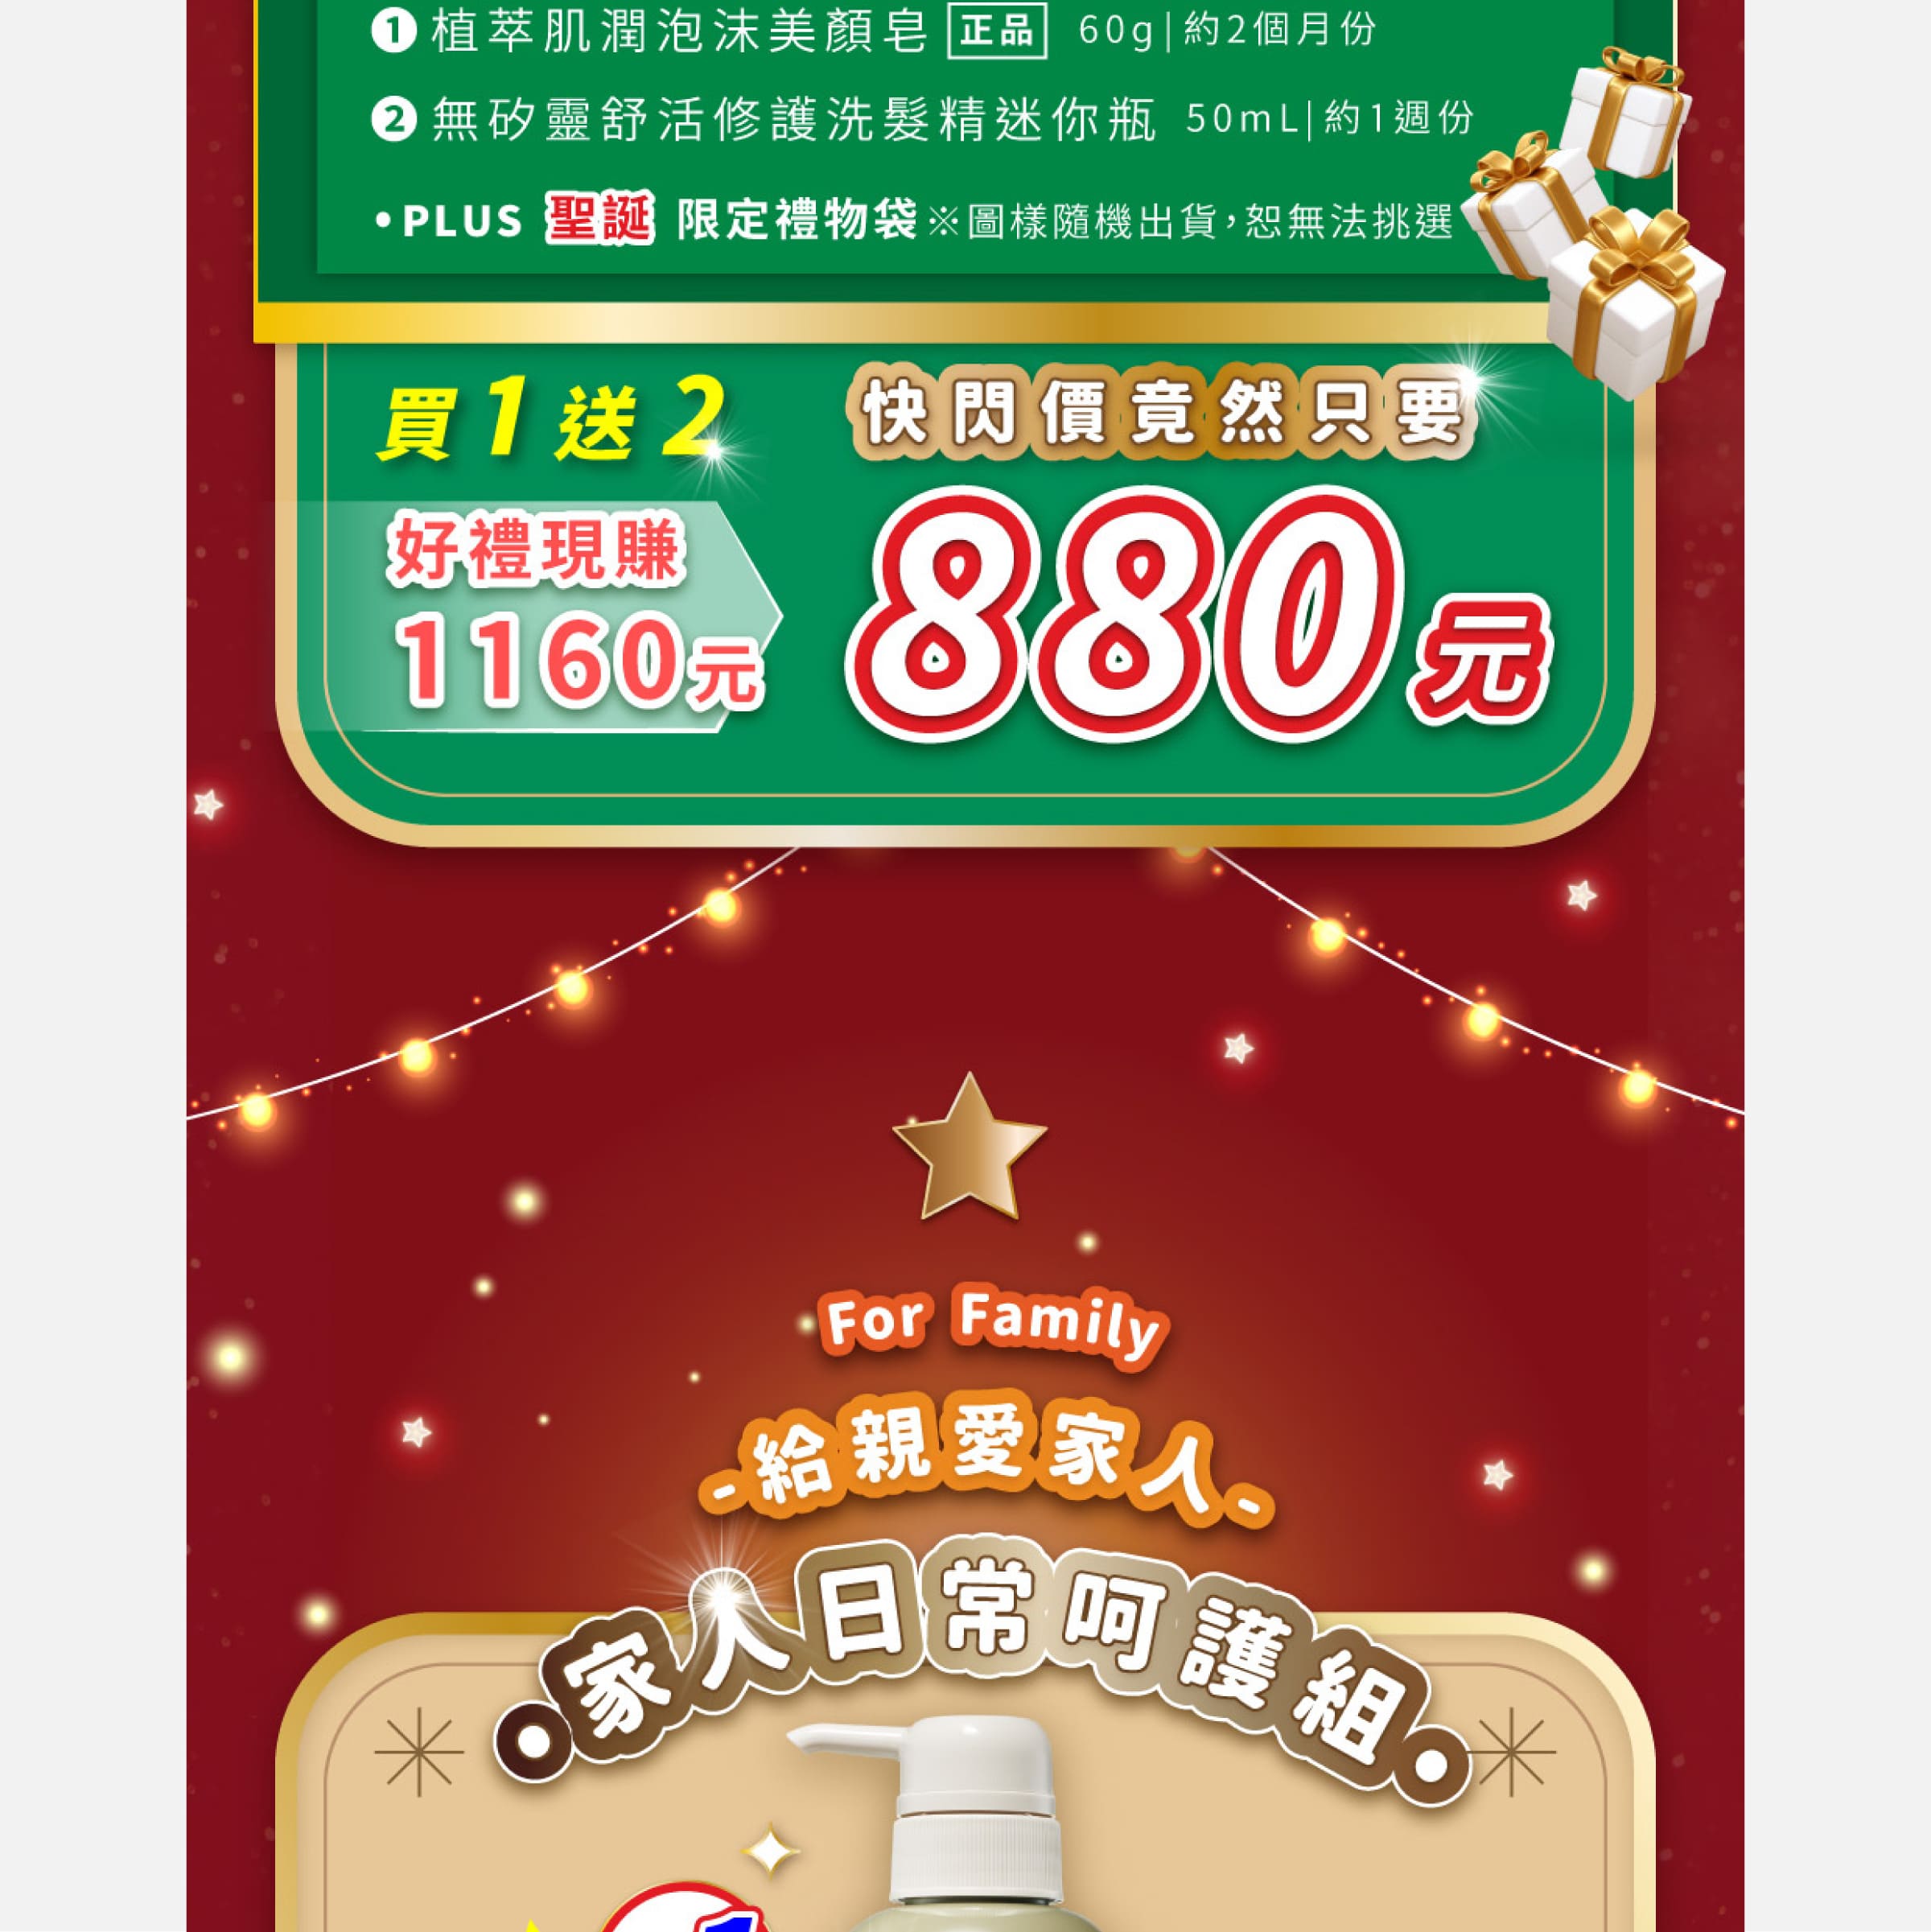 1 植萃肌潤泡沫美顏皂 正品 60g|約2個月份
2 無矽靈舒活修護洗髮精迷你瓶 50mL|約1週份
•PLUS 聖誕 限定禮物袋※圖樣隨機出貨，恕無法挑選
買1送2
好禮現賺
1160元
快閃價竟然只要
880元
For Family
-給親愛家人-
家人日常呵護組